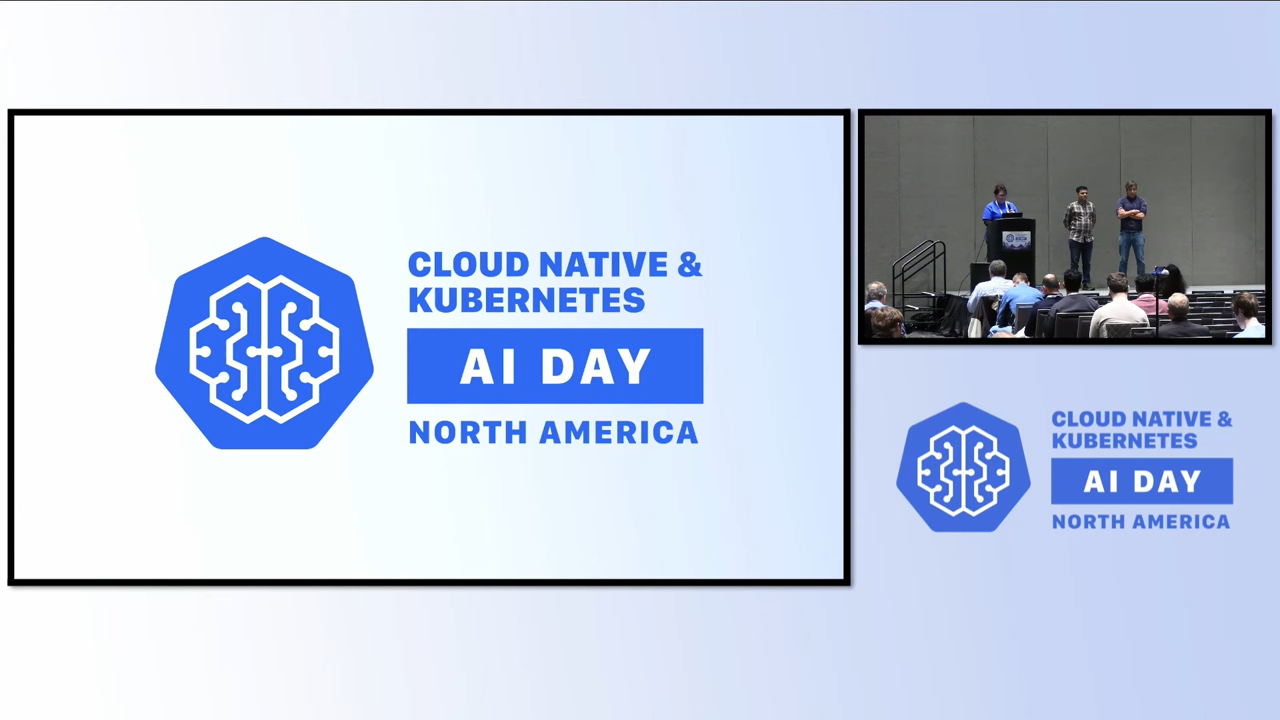 CLOUD NATIVE &
KUBERNETES
AI DAY
NORTH AMERICA
CLOUD NATIVE &
KUBERNETES
AI DAY
NORTH AMERICA